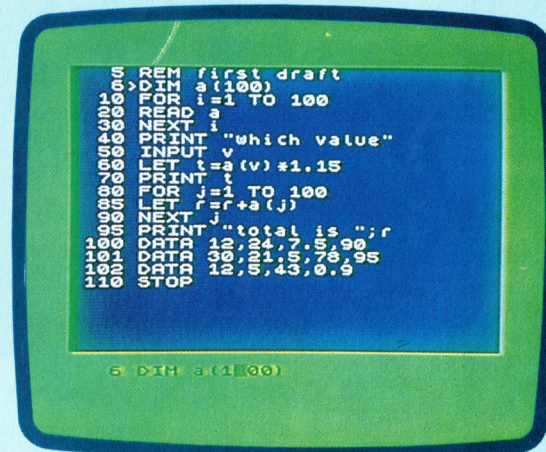 5 REM first draft
6>DIM a(100)
10 FOR i=1 TO 100
20 READ a
30 NEXT i
40 PRINT "Which value"
50 INPUT v
60 LET t=a(v)*1.15
70 PRINT t
80 FOR j=1 TO 100
85 LET r=r+a(j)
90 NEXT j
95 PRINT "total is ";r
100 DATA 12,24,7.5,90
101 DATA 30,21.5,78,95
102 DATA 12,5,43,0.9
110 STOP
6 DIM a(100)